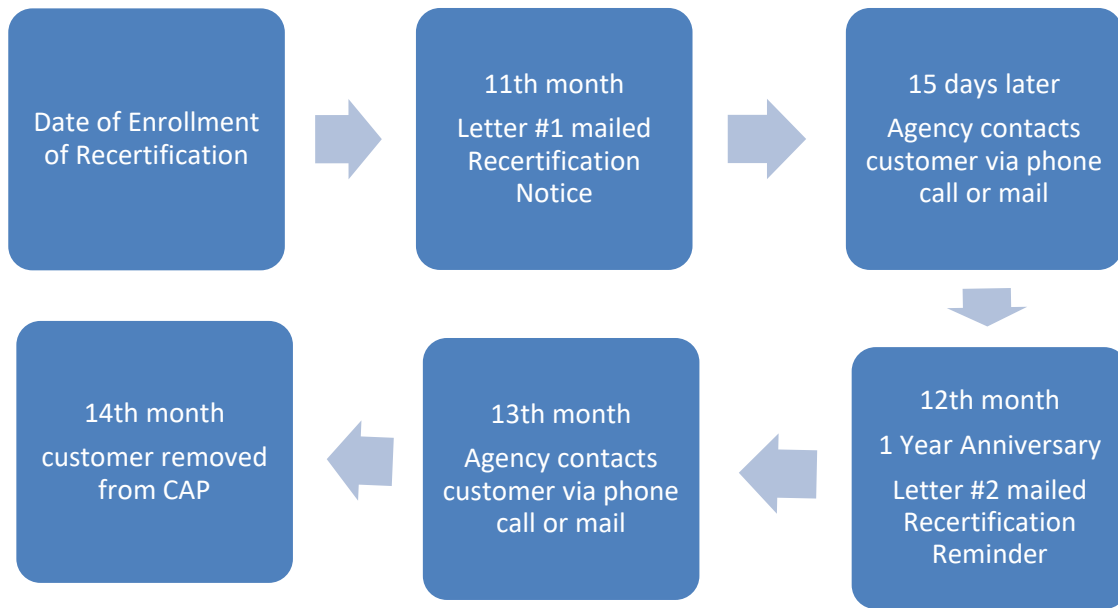 Date of Enrollment
of Recertification
11th month
Letter #1 mailed
Recertification
Notice
15 days later
Agency contacts
customer via phone
call or mail
12th month
1 Year Anniversary
Letter #2 mailed
Recertification
Reminder
13th month
Agency contacts
customer via phone
call or mail
14th month
customer removed
from CAP